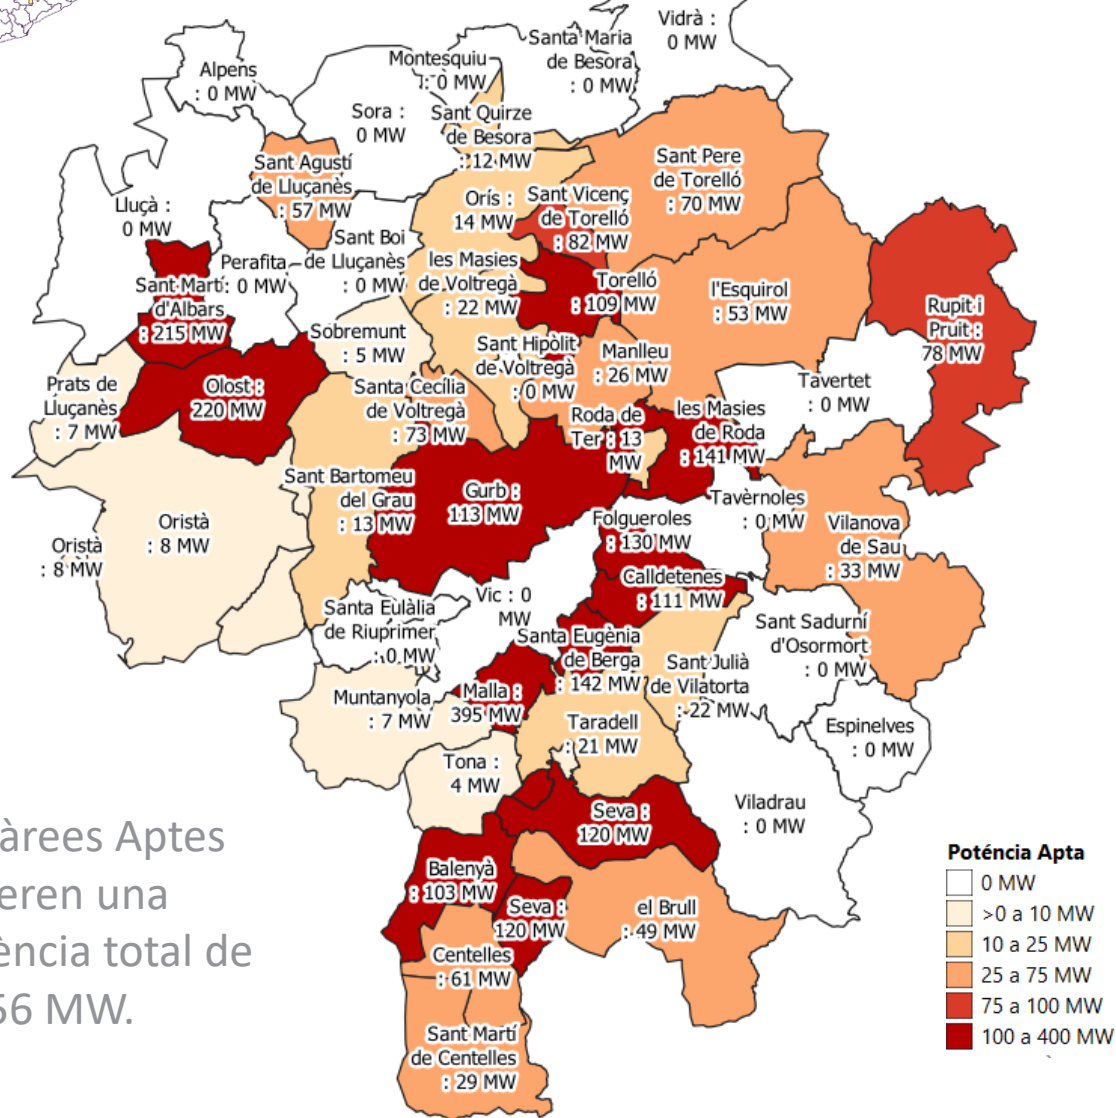 Vidrà :
0 MW
Santa Maria
de Besora
: 0 MW
Montesquiu
: 0 MW
Alpens
: 0 MW
Sora :
0 MW
Sant Quirze
de Besora
: 12 MW
Sant Agustí
de Lluçanès
: 57 MW
Sant Pere
de Torelló
: 70 MW
Orís :
14 MW
Sant Vicenç
de Torelló
: 82 MW
Lluçà :
0 MW
Sant Boi
de Lluçanès
: 0 MW
Perafita
: 0 MW
les Masies
de Voltregà
: 22 MW
Torelló
: 109 MW
l'Esquirol
: 53 MW
Sant Martí
d'Albars
: 215 MW
Rupit i
Pruit :
78 MW
Sobremunt
: 5 MW
Sant Hipòlit
de Voltregà
: 0 MW
Manlleu
: 26 MW
Tavertet
: 0 MW
Prats de
Lluçanès
: 7 MW
Olost :
220 MW
Santa Cecília
de Voltregà
: 73 MW
Roda de
Ter : 13
MW
les Masies
de Roda
: 141 MW
Sant Bartomeu
del Grau
: 13 MW
Gurb :
113 MW
Tavèrnoles
: 0 MW
Oristà
: 8 MW
Oristà
: 8 MW
Folgueroles
: 130 MW
Vilanova
de Sau
: 33 MW
Calldetenes
: 111 MW
Santa Eulàlia
de Riuprimer
: 0 MW
Vic : 0
MW
Santa Eugènia
de Berga
: 142 MW
Sant Sadurní
d'Osormort
: 0 MW
Sant Julià
de Vilatorta
: 22 MW
Muntanyola
: 7 MW
Malla :
395 MW
Taradell
: 21 MW
Espinelves
: 0 MW
Tona :
4 MW
Seva :
120 MW
Viladrau
: 0 MW
Balenyà
: 103 MW
Seva :
120 MW
el Brull
: 49 MW
Centelles
: 61 MW
Sant Martí
de Centelles
: 29 MW
àrees Aptes
eren una
ència total de
56 MW.
Poténcia Apta
0 MW
>0 a 10 MW
10 a 25 MW
25 a 75 MW
75 a 100 MW
100 a 400 MW